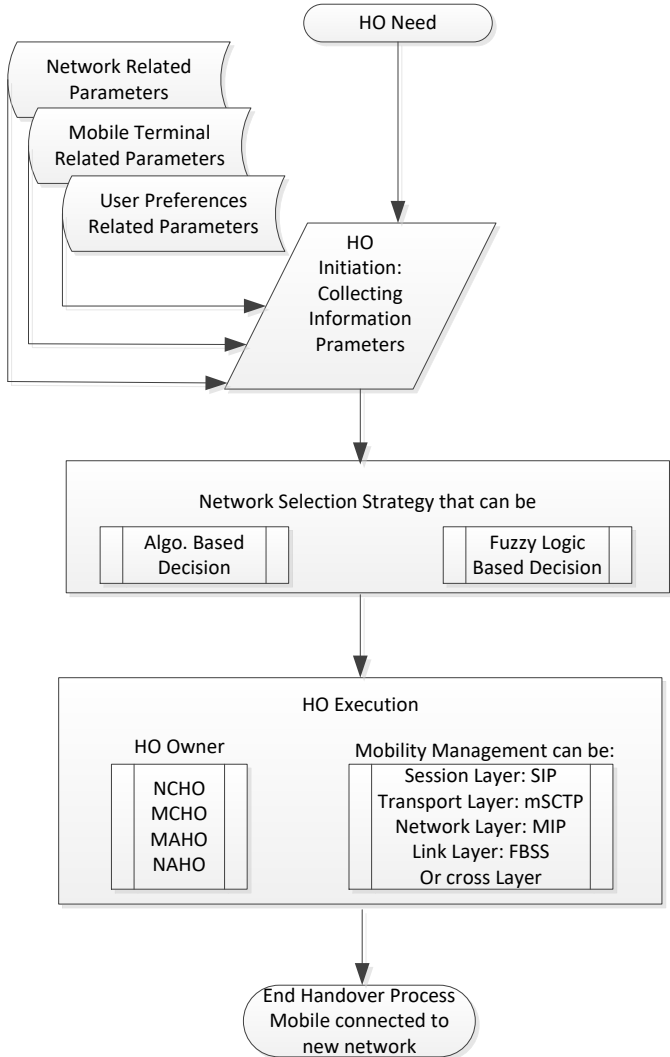 HO Need
Network Related
Parameters
Mobile Terminal
Related Parameters
User Preferences
Related Parameters
HO
Initiation:
Collecting
Information
Prameters
Network Selection Strategy that can be
Algo. Based
Decision
Fuzzy Logic
Based Decision
HO Execution
HO Owner
NCHO
MCHO
MAHO
NAHO
Mobility Management can be:
Session Layer: SIP
Transport Layer: mSCTP
Network Layer: MIP
Link Layer: FBSS
Or cross Layer
End Handover Process
Mobile connected to
new network